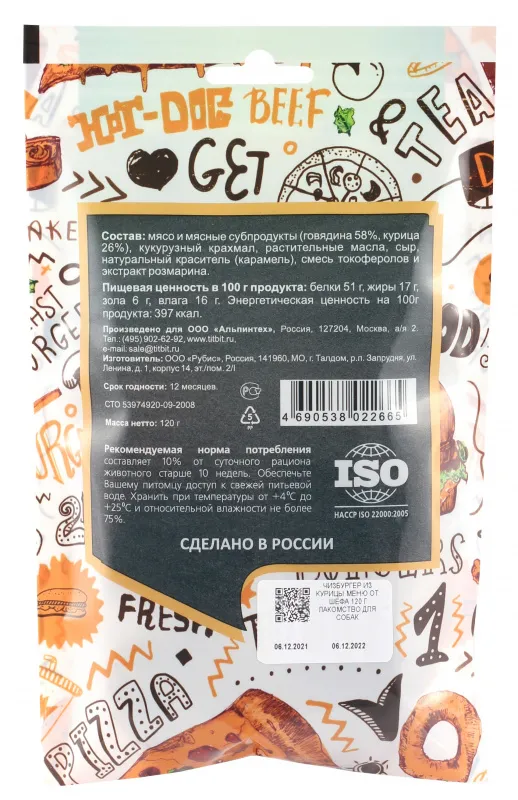 HOT-DOG BEEF
& TEA
GET
Состав: мясо и мясные субпродукты (говядина 58%, курица
26%), кукурузный крахмал, растительные масла, сыр,
натуральный краситель (карамель), смесь токоферолов и
экстракт розмарина.
Пищевая ценность в 100 г продукта: белки 51 г, жиры 17 г,
зола 6 г, влага 16 г. Энергетическая ценность на 100г
продукта: 397 ккал.
Произведено для ООО «Альпинтех», Россия, 127204, Москва, а/я 2.
Тел.:(495)902-62-92, www.titbit.ru,
e-mail: sale@titbit.ru
Изготовитель: ООО «Рубис», Россия, 141960, МО, г. Талдом, р.п. Запрудня, ул.
Ленина, д. 1, корпус 14, эт./пом. 2/I
Срок годности: 12 месяцев.
СТО 53974920-09-2008
Масса нетто: 120 г
5
PP
4 690538 022665
Рекомендуемая норма потребления
составляет 10% от суточного рациона
животного старше 10 недель. Обеспечьте
Вашему питомцу доступ к свежей питьевой
воде. Хранить при температуры от +4°С до
+25°С и относительной влажности не более
75%.
ISO
HACCP ISO 22000:2005
СДЕЛАНО В РОССИИ
ЧИЗБУРГЕР ИЗ
КУРИЦЫ МЕНЮ ОТ
ШЕФА 120 Г
ЛАКОМСТВО ДЛЯ
СОБАК
06.12.2021 06.12.2022
FRESH
1
PIZZA